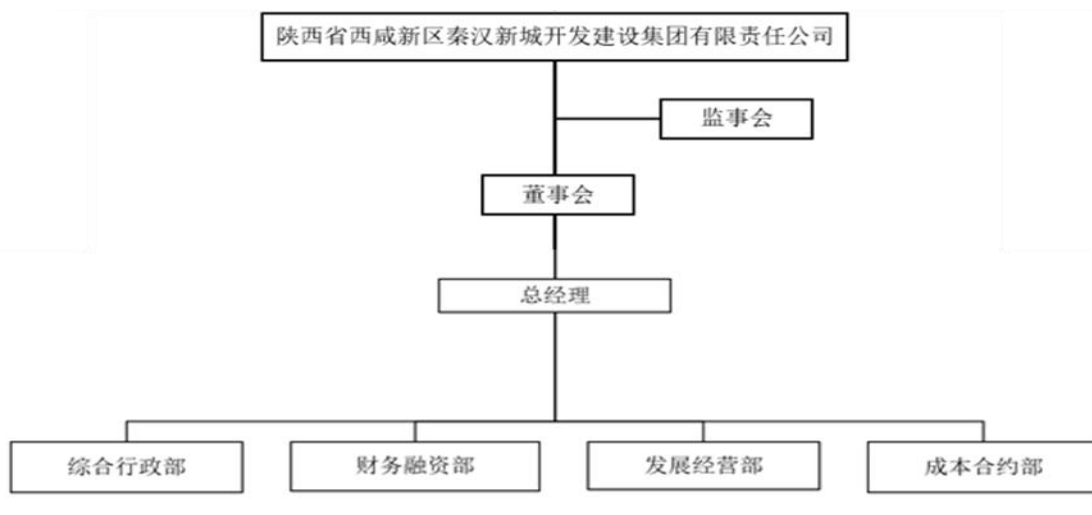 陕西省西咸新区秦汉新城开发建设集团有限责任公司
监事会
董事会
总经理
综合行政部
财务融资部
发展经营部
成本合约部